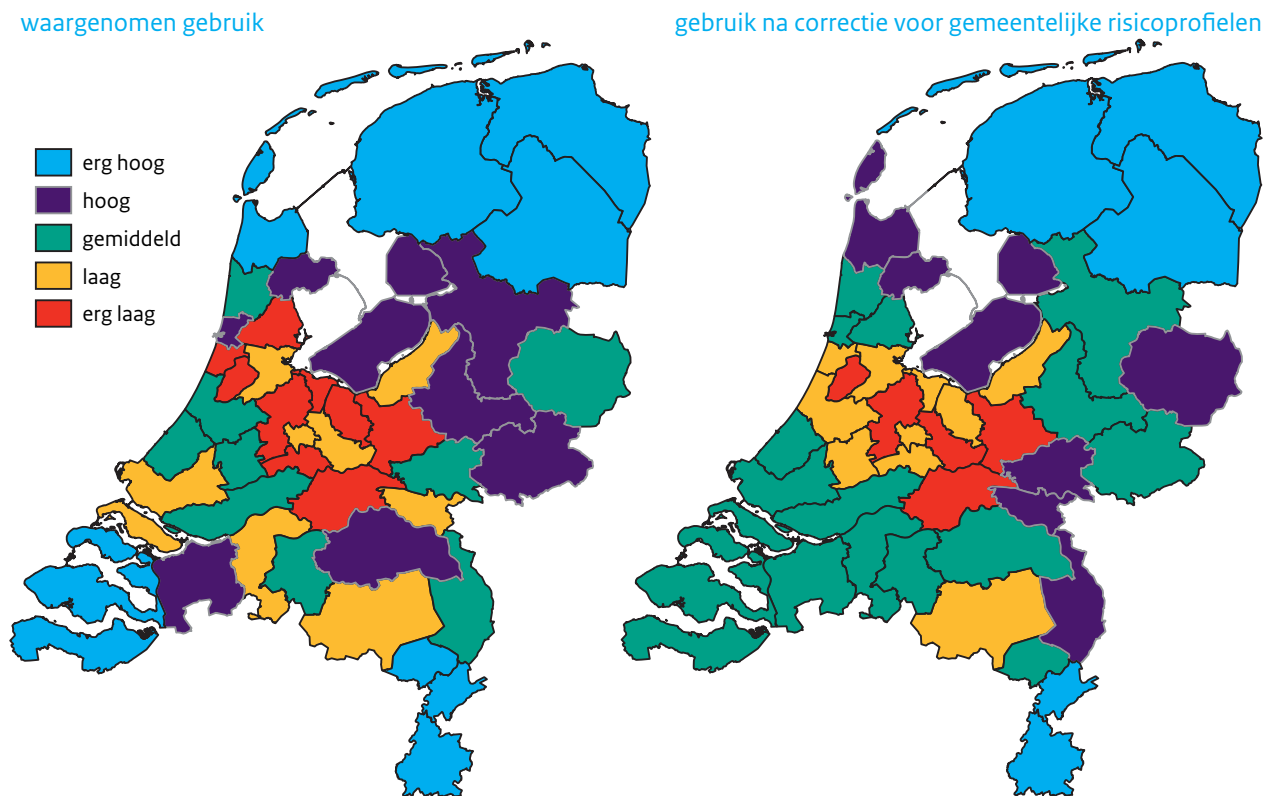 waargenomen gebruik
gebruik na correctie voor gemeentelijke risicoprofielen
erg hoog
hoog
gemiddeld
laag
erg laag